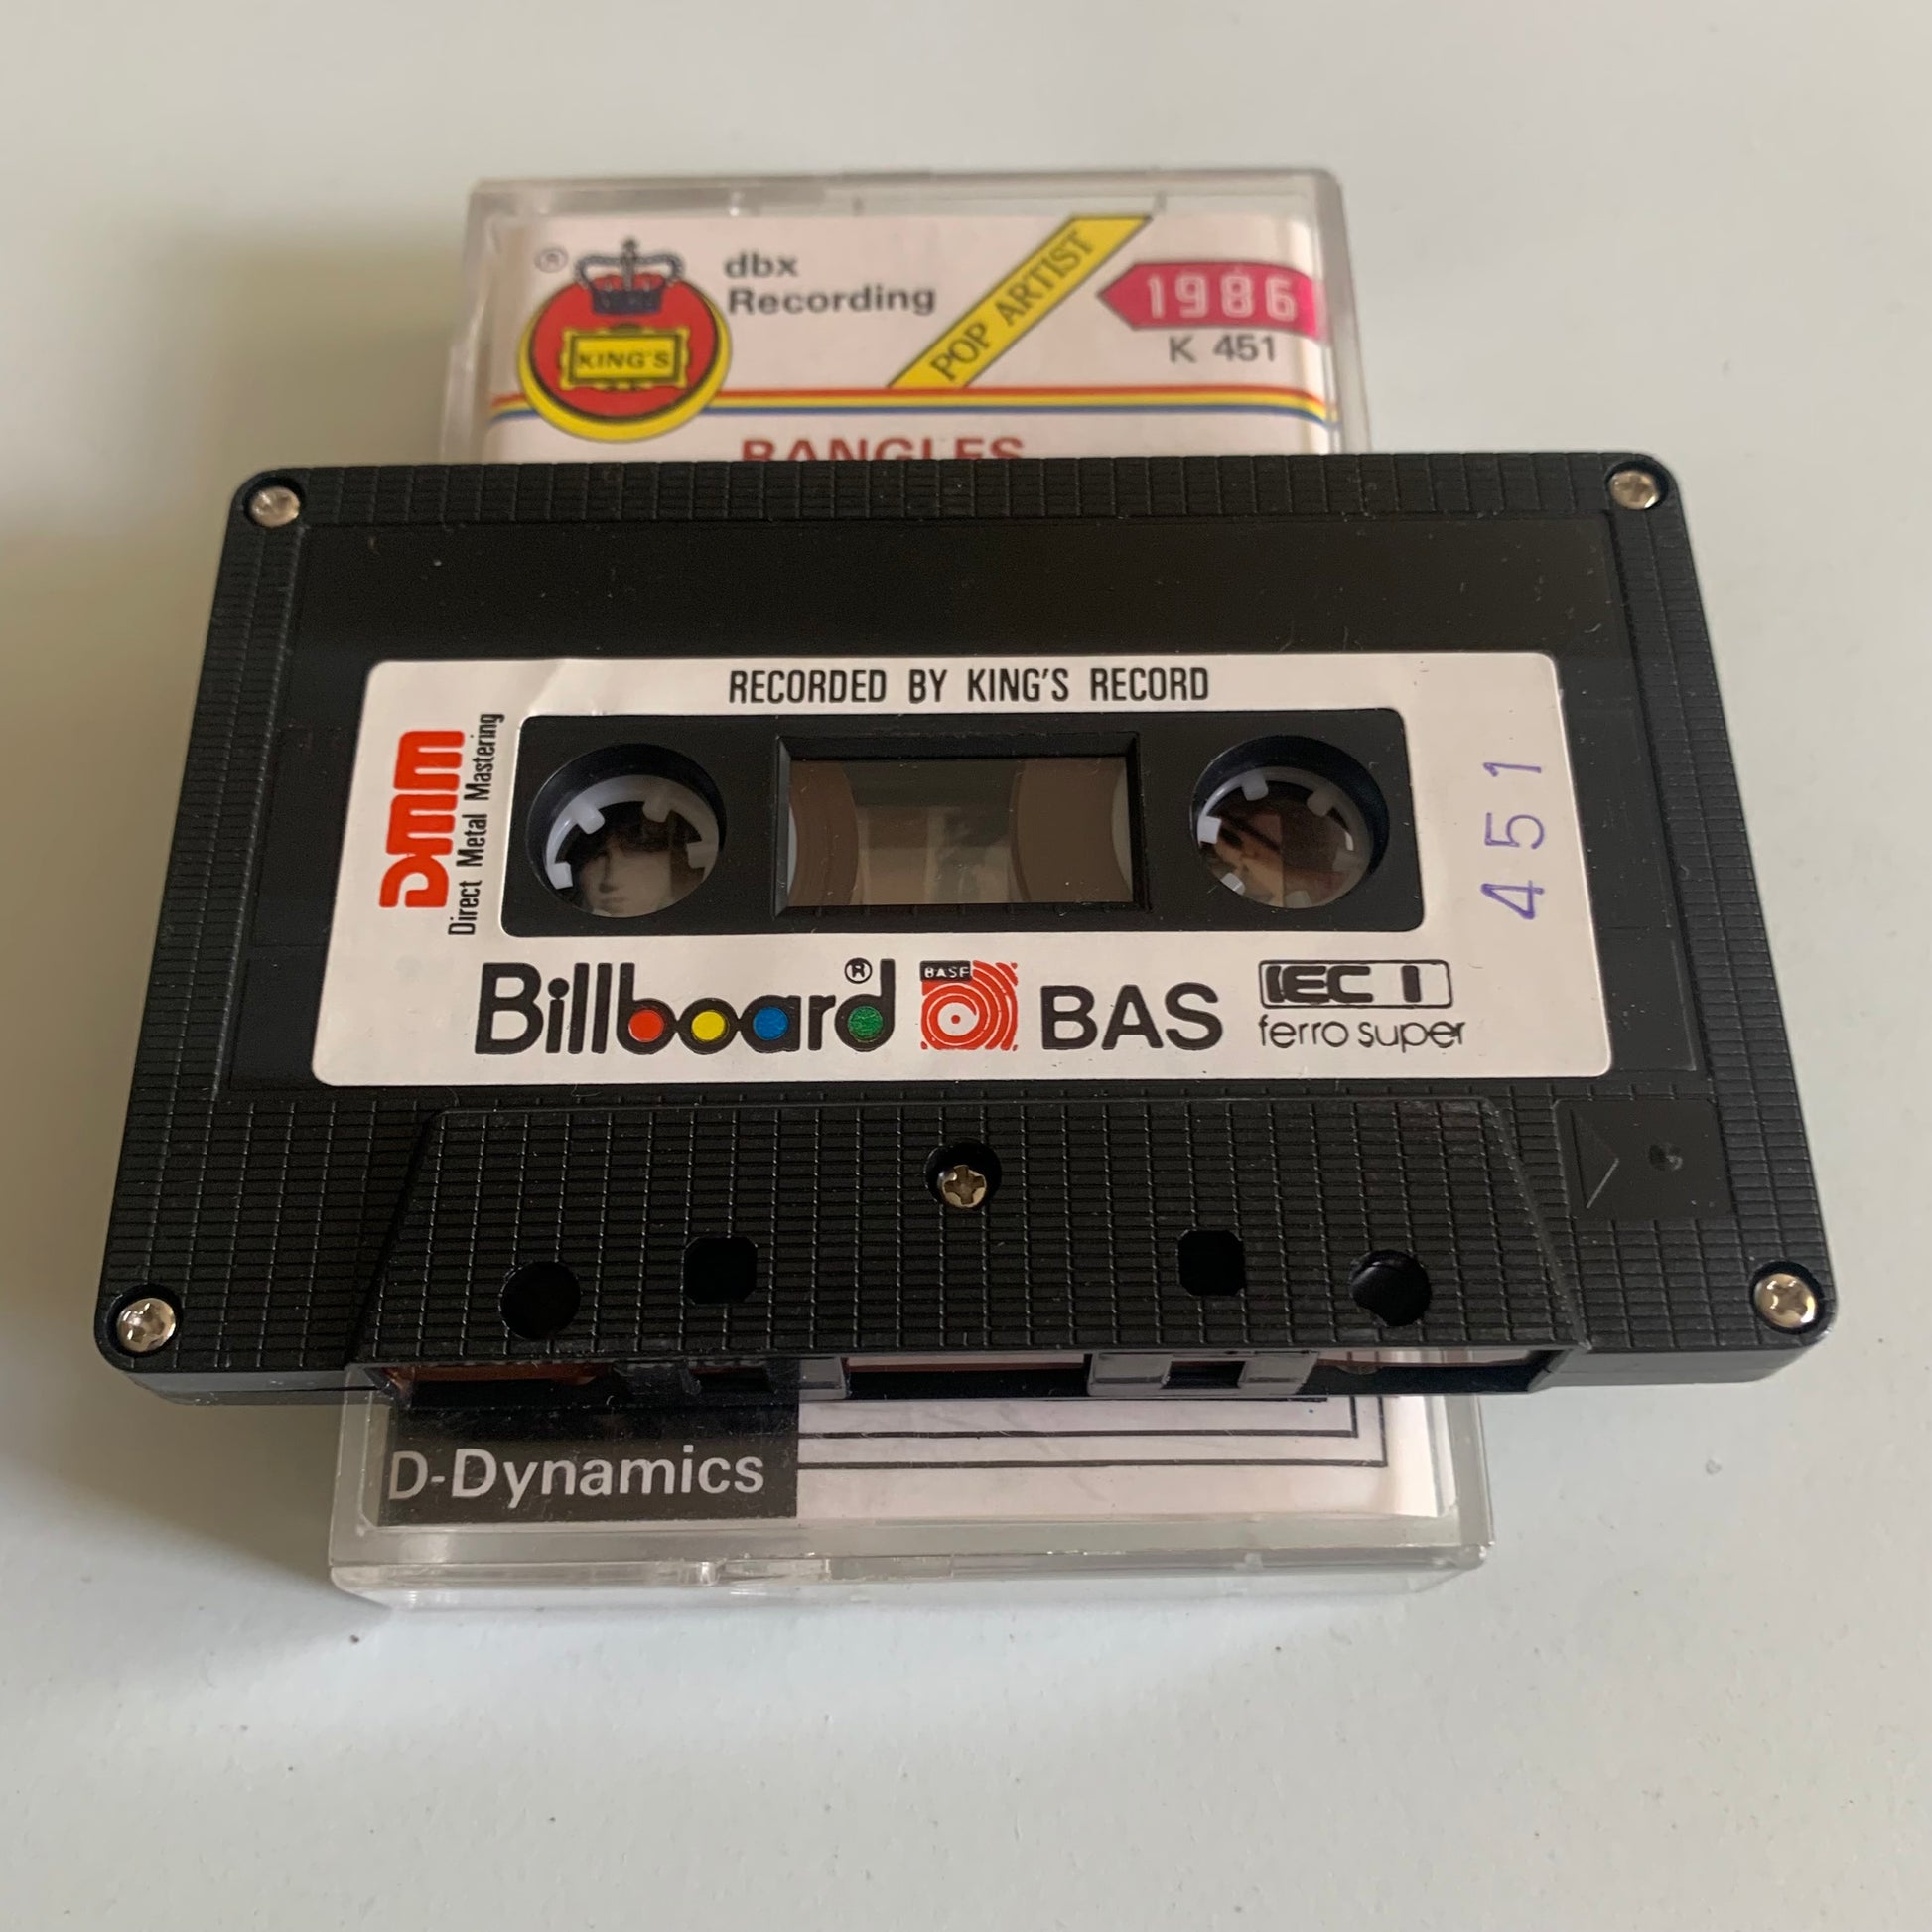 ®
dbx
Recording
KING'S
POP ARTIST
1986
K 451
BANGLES
RECORDED BY KING'S RECORD
DMM
Direct Metal Mastering
451
Billboard®
BASF
BAS
IEC I
ferro super
D-Dynamics